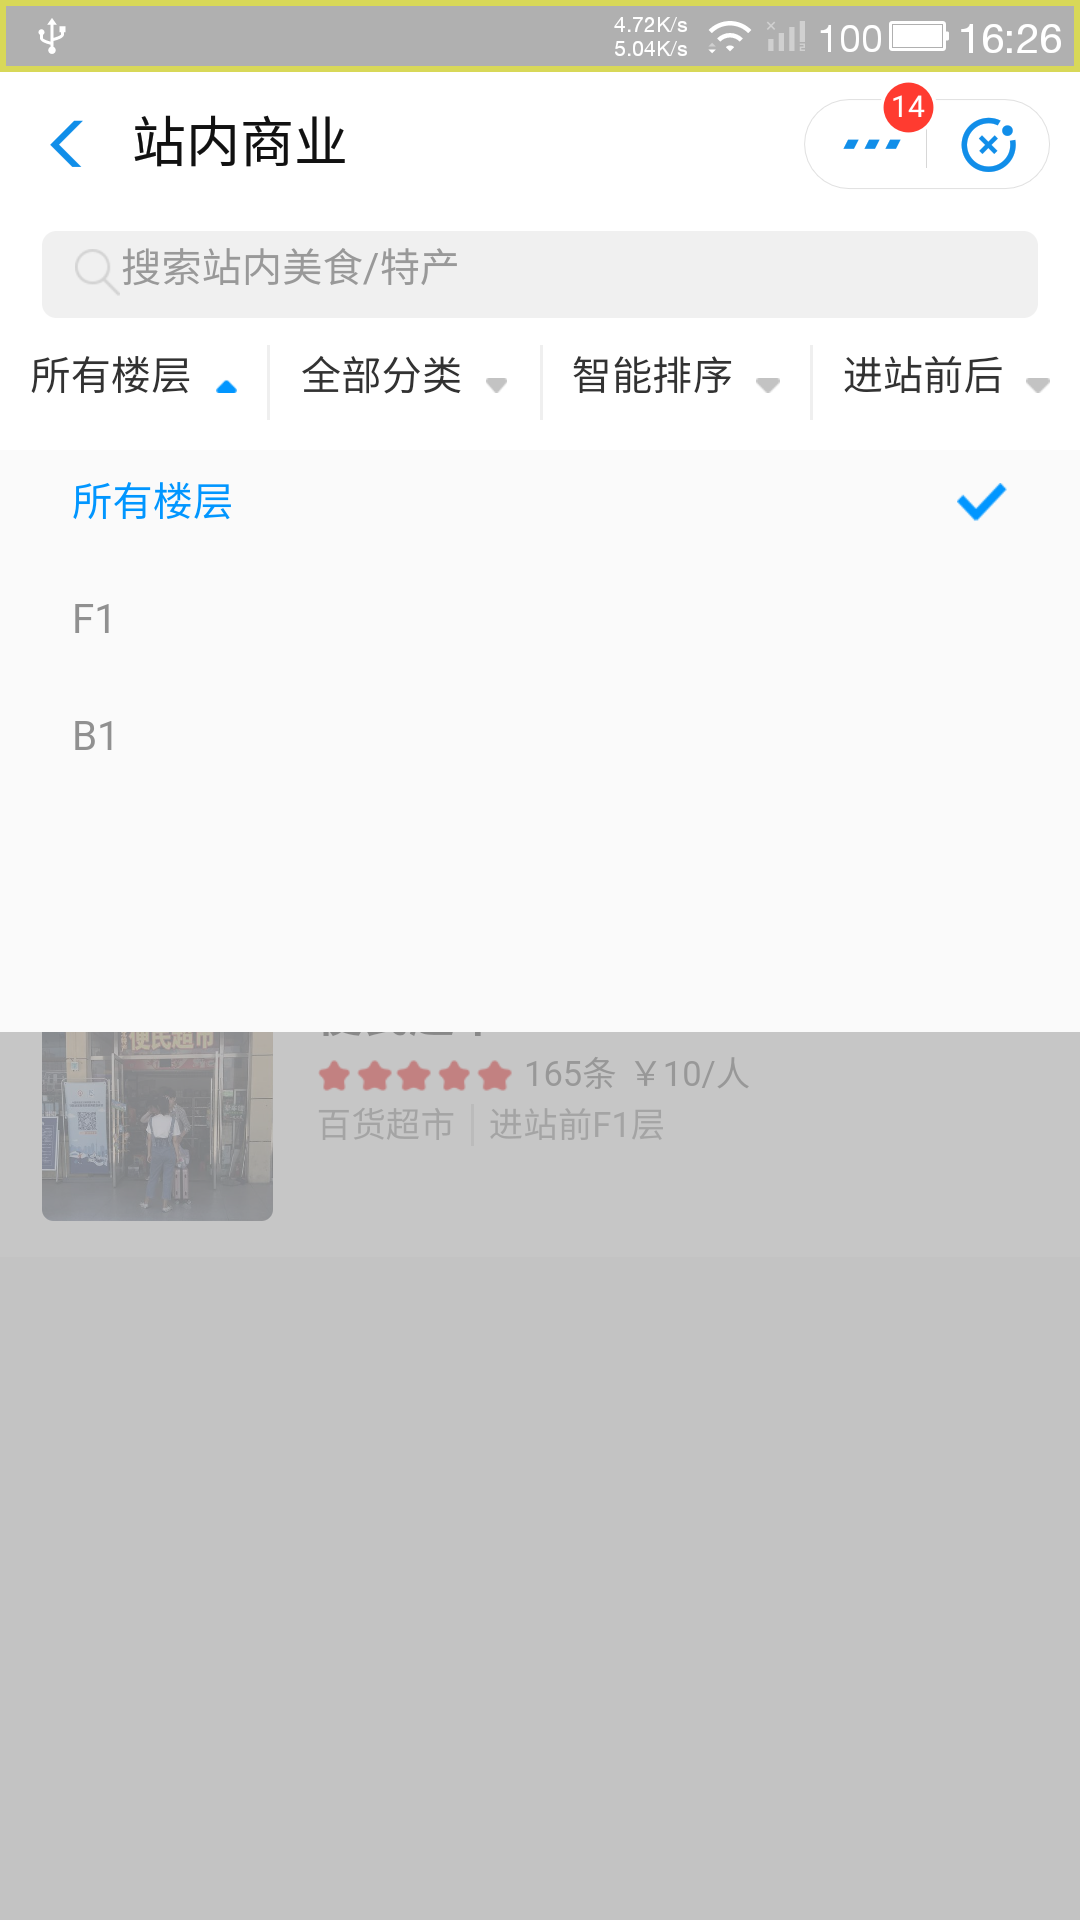 4.72K/s
5.04K/s
100
16:26
站内商业
14
搜索站内美食/特产
所有楼层
全部分类
智能排序
进站前后
所有楼层
F1
B1
便民超市
165条 ￥10/人
百货超市 进站前F1层